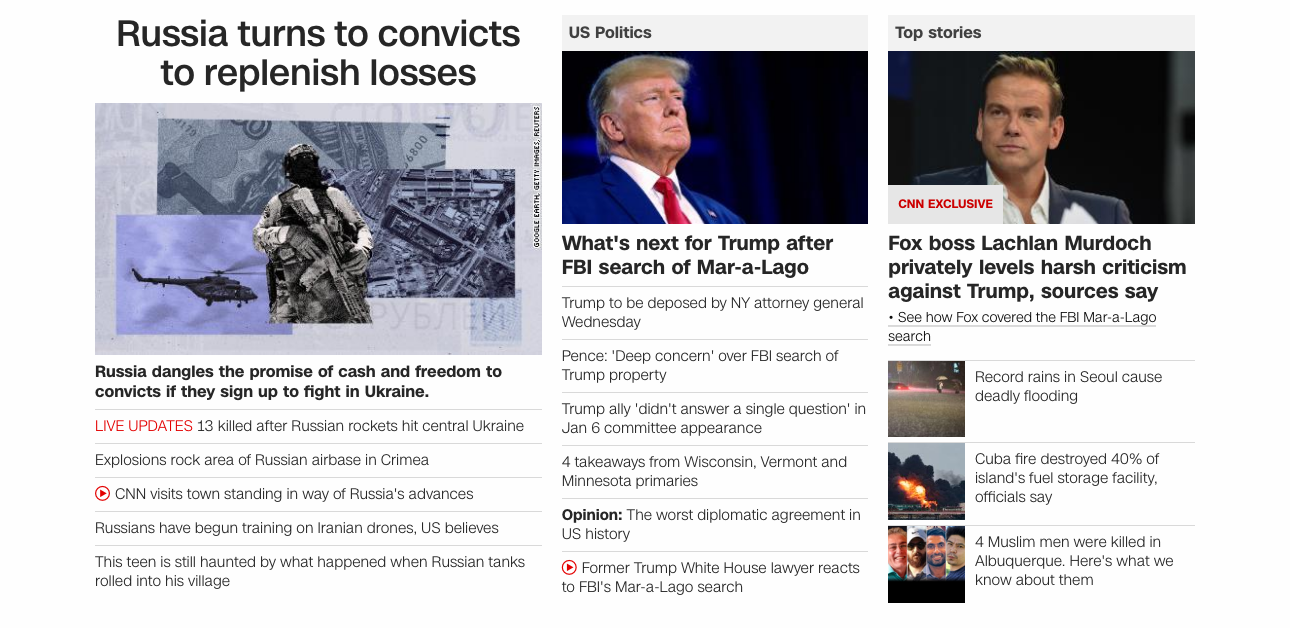 Russia turns to convicts
to replenish losses
6800
GOOGLE EARTH, GETTY IMAGES, REUTERS
РУБЛЕЙ
Russia dangles the promise of cash and freedom to
convicts if they sign up to fight in Ukraine.
LIVE UPDATES 13 killed after Russian rockets hit central Ukraine
Explosions rock area of Russian airbase in Crimea
CNN visits town standing in way of Russia's advances
Russians have begun training on Iranian drones, US believes
This teen is still haunted by what happened when Russian tanks
rolled into his village
US Politics
What's next for Trump after
FBI search of Mar-a-Lago
Trump to be deposed by NY attorney general
Wednesday
Pence: 'Deep concern' over FBI search of
Trump property
Trump ally 'didn't answer a single question' in
Jan 6 committee appearance
4 takeaways from Wisconsin, Vermont and
Minnesota primaries
Opinion: The worst diplomatic agreement in
US history
Former Trump White House lawyer reacts
to FBI's Mar-a-Lago search
Top stories
CNN EXCLUSIVE
Fox boss Lachlan Murdoch
privately levels harsh criticism
against Trump, sources say
• See how Fox covered the FBI Mar-a-Lago
search
Record rains in Seoul cause
deadly flooding
Cuba fire destroyed 40% of
island's fuel storage facility,
officials say
4 Muslim men were killed in
Albuquerque. Here's what we
know about them